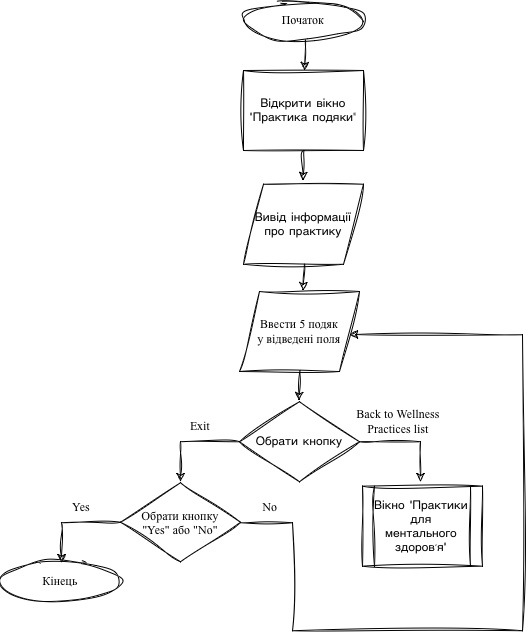 Початок
Відкрити вікно
"Практика подяки"
Вивід інформації
про практику
Ввести 5 подяк
у відведені поля
Обрати кнопку
Exit
Back to Wellness
Practices list
Обрати кнопку
"Yes" або "No"
Yes
No
Вікно "Практики
для
ментального
здоров'я"
Кінець